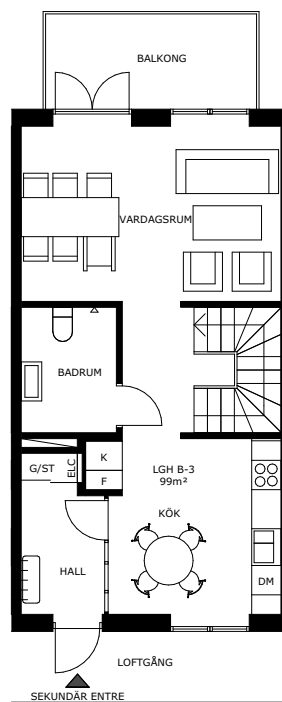 BALKONG
VARDAGSRUM
BADRUM
G/ST
ELC
K
F
LGH B-3
99m²
KÖK
HALL
DM
LOFTGÅNG
SEKUNDÄR ENTRE